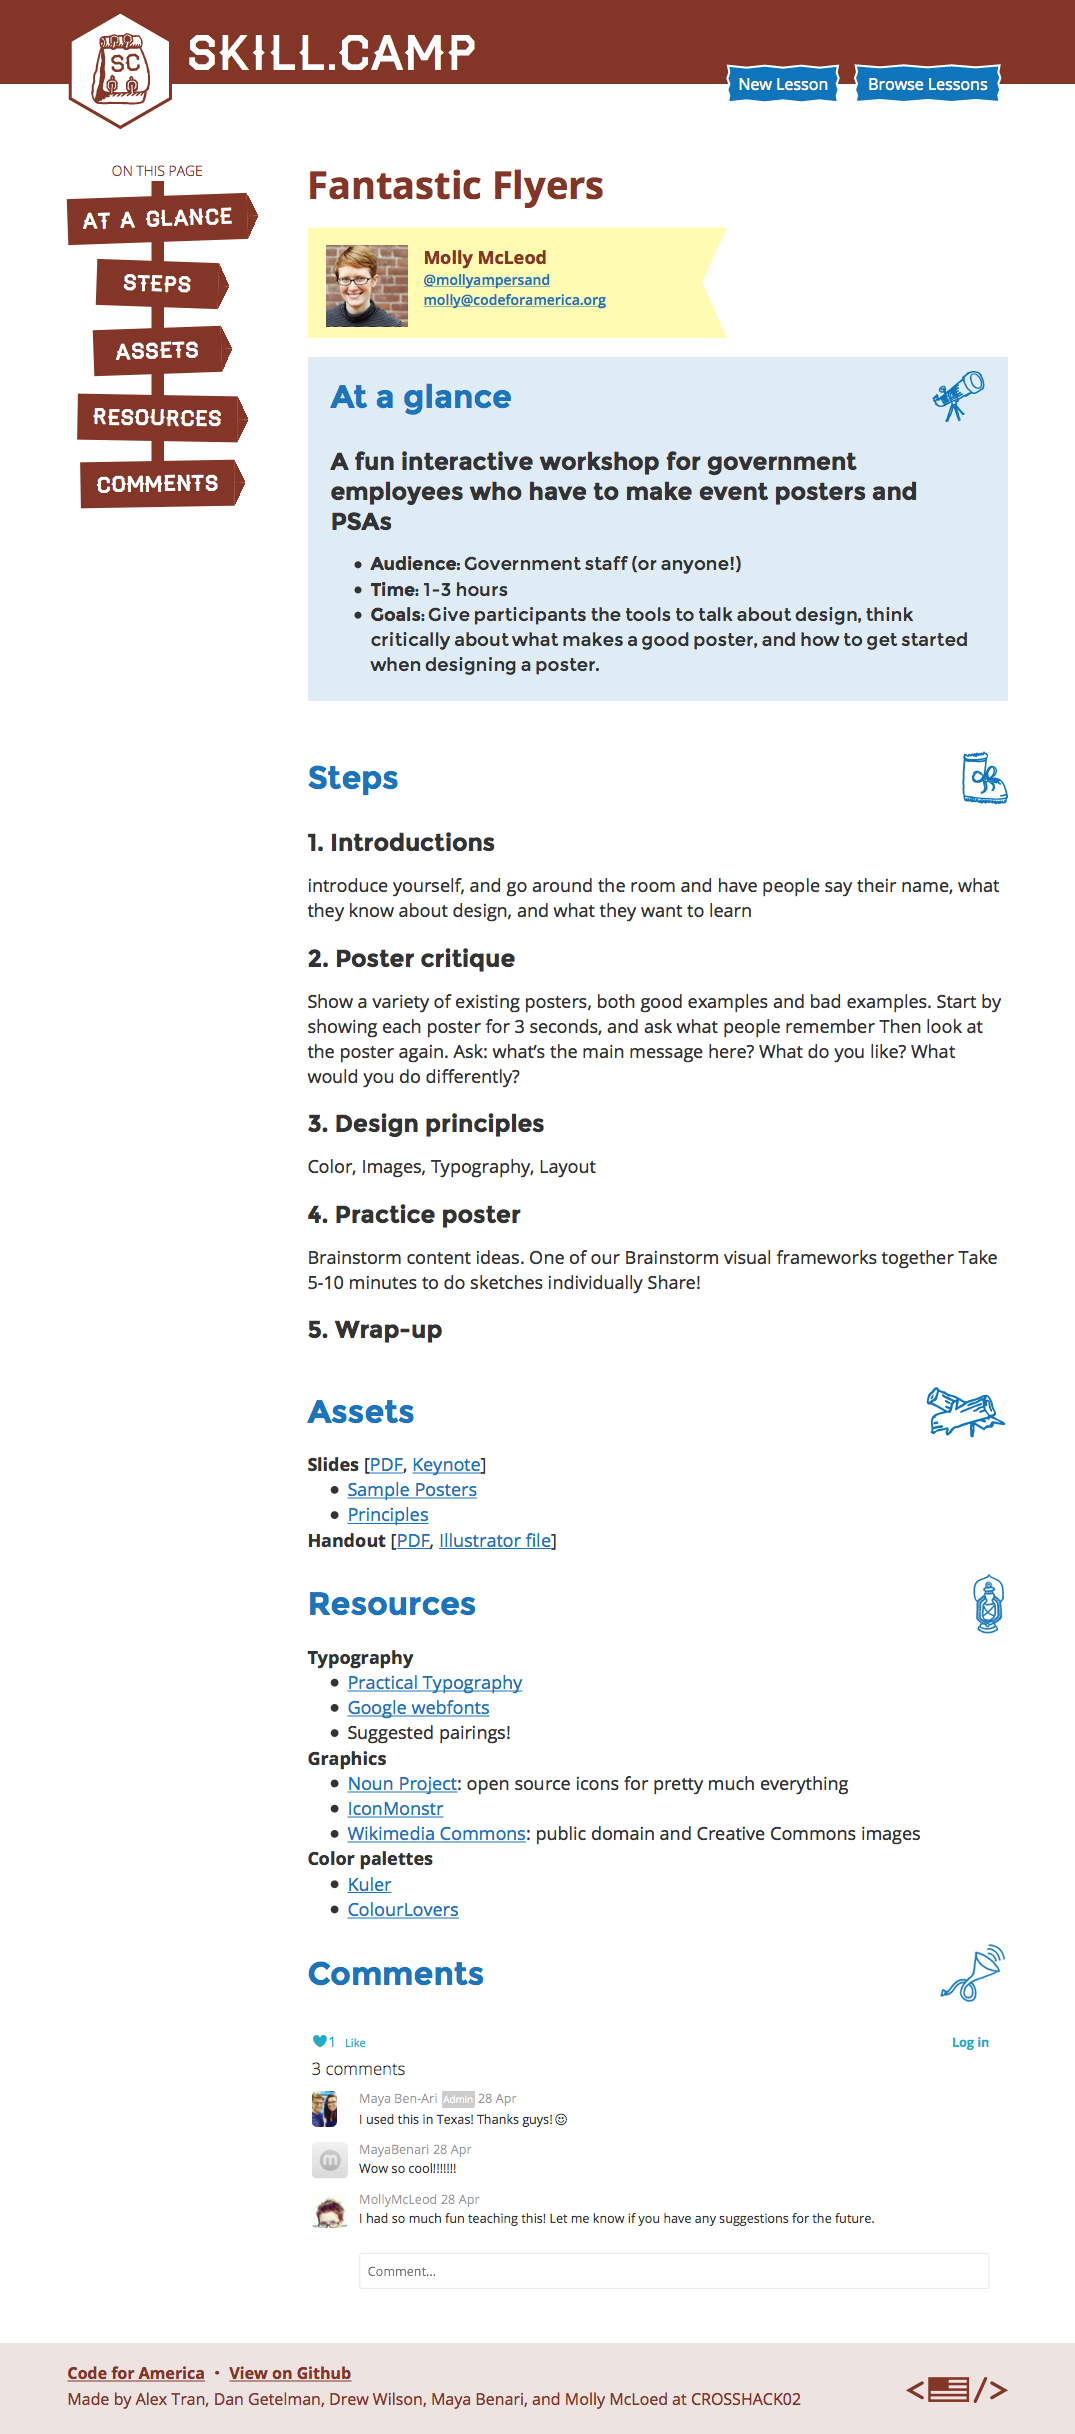 SC
SKILL.CAMP
New Lesson
Browse Lessons
ON THIS PAGE
AT A GLANCE
STEPS
ASSETS
RESOURCES
COMMENTS
Fantastic Flyers
Molly McLeod
@mollyampersand
molly@codeforamerica.org
At a glance
A fun interactive workshop for government
employees who have to make event posters and
PSAs
• Audience: Government staff (or anyone!)
• Time: 1-3 hours
• Goals: Give participants the tools to talk about design, think
critically about what makes a good poster, and how to get started
when designing a poster.
Steps
1. Introductions
introduce yourself, and go around the room and have people say their name, what
they know about design, and what they want to learn
2. Poster critique
Show a variety of existing posters, both good examples and bad examples. Start by
showing each poster for 3 seconds, and ask what people remember Then look at
the poster again. Ask: what's the main message here? What do you like? What
would you do differently?
3. Design principles
Color, Images, Typography, Layout
4. Practice poster
Brainstorm content ideas. One of our Brainstorm visual frameworks together Take
5-10 minutes to do sketches individually Share!
5. Wrap-up
Assets
Slides [PDF, Keynote]
• Sample Posters
• Principles
Handout [PDF, Illustrator file]
Resources
Typography
• Practical Typography
• Google webfonts
• Suggested pairings!
Graphics
• Noun Project: open source icons for pretty much everything
• IconMonstr
• Wikimedia Commons: public domain and Creative Commons images
Color palettes
• Kuler
• ColourLovers
Comments
1 Like
Log in
3 comments
Maya Ben-Ari Admin 28 Apr
I used this in Texas! Thanks guys!
MayaBenari 28 Apr
m
Wow so cool!!!!!!!
MollyMcLeod 28 Apr
I had so much fun teaching this! Let me know if you have any suggestions for the future.
Comment...
Code for America • View on Github
Made by Alex Tran, Dan Getelman, Drew Wilson, Maya Benari, and Molly McLoed at CROSSHACK02